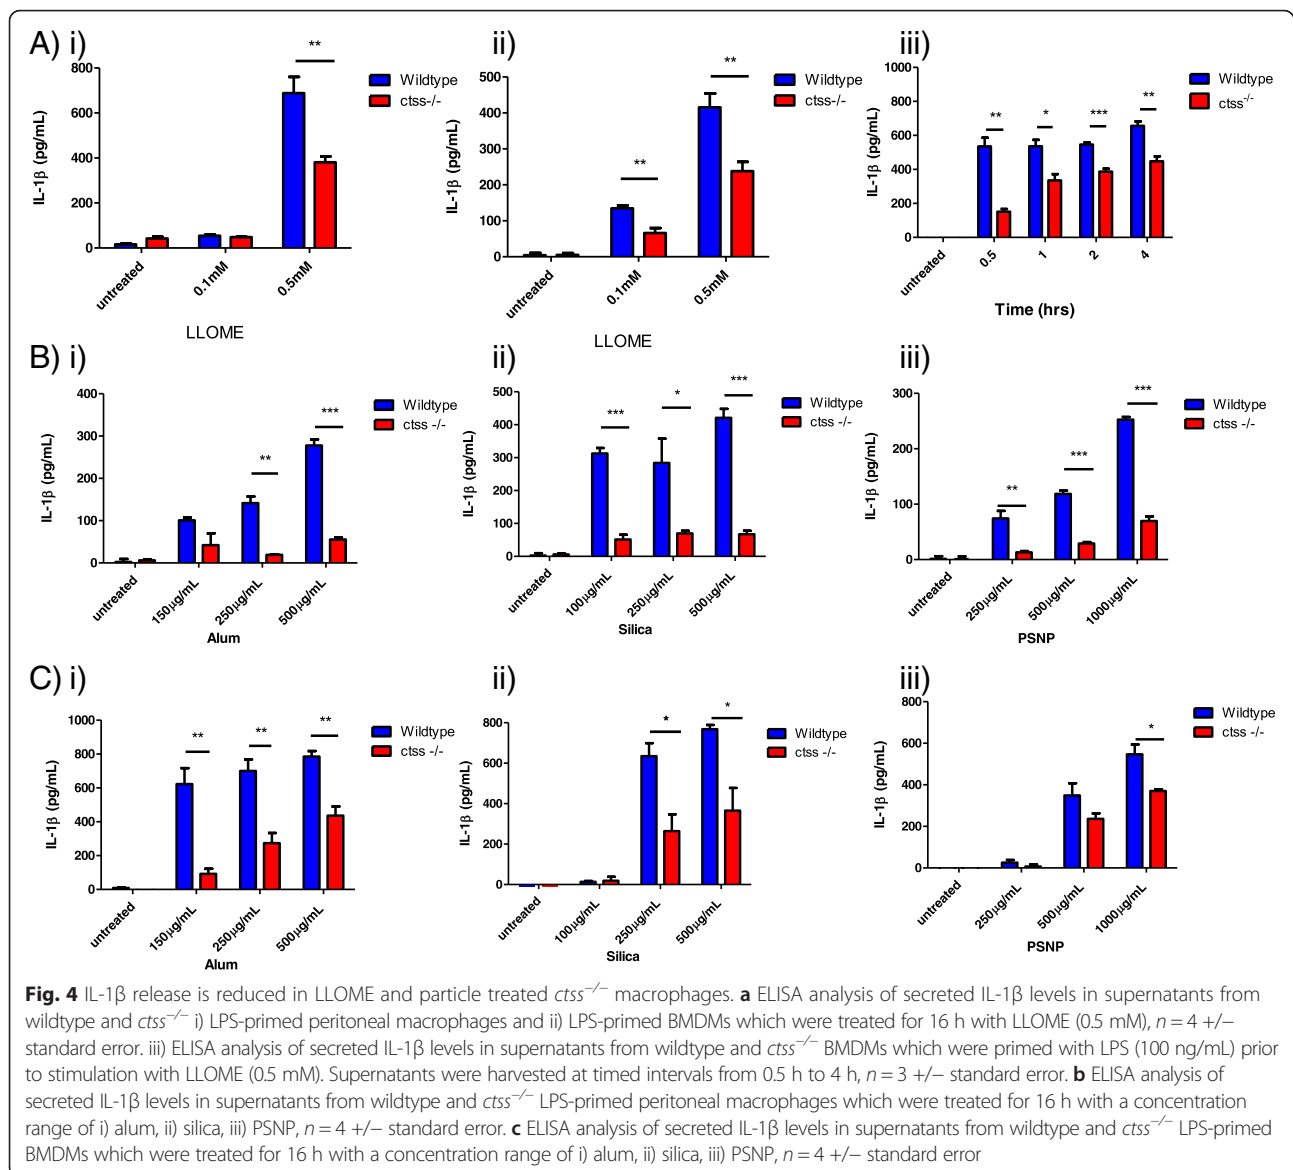 A) i)
ii)
iii)
**
800
600
400
200
0
IL-1β (pg/mL)
Wildtype
ctss-/-
untreated
0.1mM
0.5mM
LLOME
**
**
500
400
300
200
100
0
IL-1β (pg/mL)
Wildtype
ctss-/-
untreated
0.1mM
0.5mM
LLOME
**
*
***
**
1000
800
600
400
200
0
IL-1β (pg/mL)
Wildtype
ctss-/-
untreated
0.5
1
2
4
Time (hrs)
B) i)
ii)
iii)
**
***
400
300
200
100
0
IL-1β (pg/mL)
Wildtype
ctss -/-
untreated
150μg/mL
250μg/mL
500μg/mL
Alum
***
*
***
500
400
300
200
100
0
IL-1β (pg/mL)
Wildtype
ctss -/-
untreated
100μg/mL
250μg/mL
500μg/mL
Silica
**
***
***
300
200
100
0
IL-1β (pg/mL)
Wildtype
ctss -/-
untreated
250μg/mL
500μg/mL
1000μg/mL
PSNP
C) i)
ii)
iii)
**
**
**
1000
800
600
400
200
0
IL-1β (pg/mL)
Wildtype
ctss -/-
untreated
150μg/mL
250μg/mL
500μg/mL
Alum
*
*
800
600
400
200
0
IL-1β (pg/mL)
Wildtype
ctss -/-
untreated
100μg/mL
250μg/mL
500μg/mL
Silica
*
800
600
400
200
0
IL-1β (pg/mL)
Wildtype
ctss -/-
untreated
250μg/mL
500μg/mL
1000μg/mL
PSNP
Fig. 4 IL-1β release is reduced in LLOME and particle treated ctss−/− macrophages. a ELISA analysis of secreted IL-1β levels in supernatants from
wildtype and ctss−/− i) LPS-primed peritoneal macrophages and ii) LPS-primed BMDMs which were treated for 16 h with LLOME (0.5 mM), n = 4 +/−
standard error. iii) ELISA analysis of secreted IL-1β levels in supernatants from wildtype and ctss−/− BMDMs which were primed with LPS (100 ng/mL) prior
to stimulation with LLOME (0.5 mM). Supernatants were harvested at timed intervals from 0.5 h to 4 h, n = 3 +/− standard error. b ELISA analysis of
secreted IL-1β levels in supernatants from wildtype and ctss−/− LPS-primed peritoneal macrophages which were treated for 16 h with a concentration
range of i) alum, ii) silica, iii) PSNP, n = 4 +/− standard error. c ELISA analysis of secreted IL-1β levels in supernatants from wildtype and ctss−/− LPS-primed
BMDMs which were treated for 16 h with a concentration range of i) alum, ii) silica, iii) PSNP, n = 4 +/− standard error